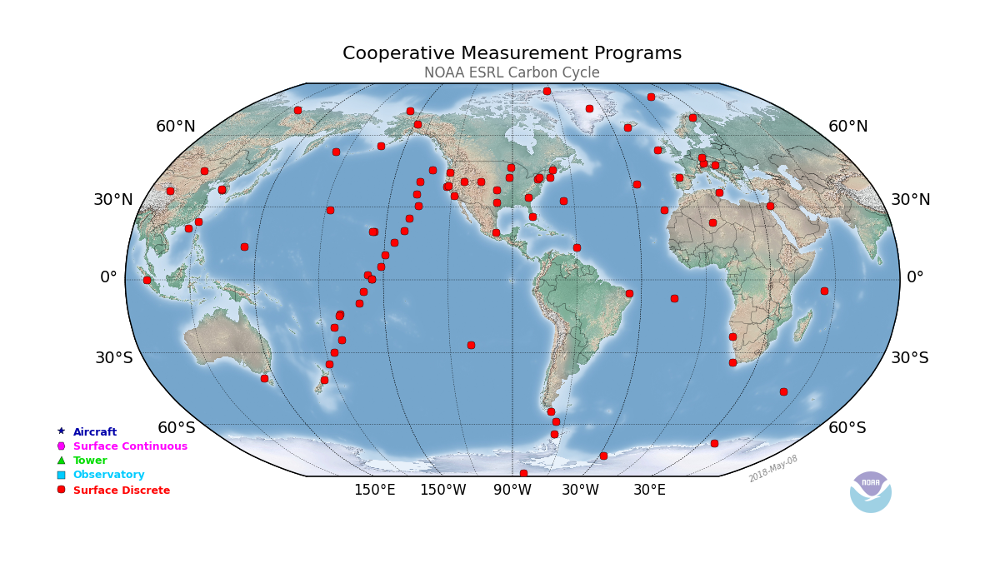 Cooperative Measurement Programs
NOAA ESRL Carbon Cycle
60°N 60°N
30°N 30°N
0° 0°
30°S 30°S
60°S 60°S
Aircraft
Surface Continuous
Tower
Observatory
Surface Discrete
150°E 150°W 90°W 30°W 30°E
2018-May-08
NOAA